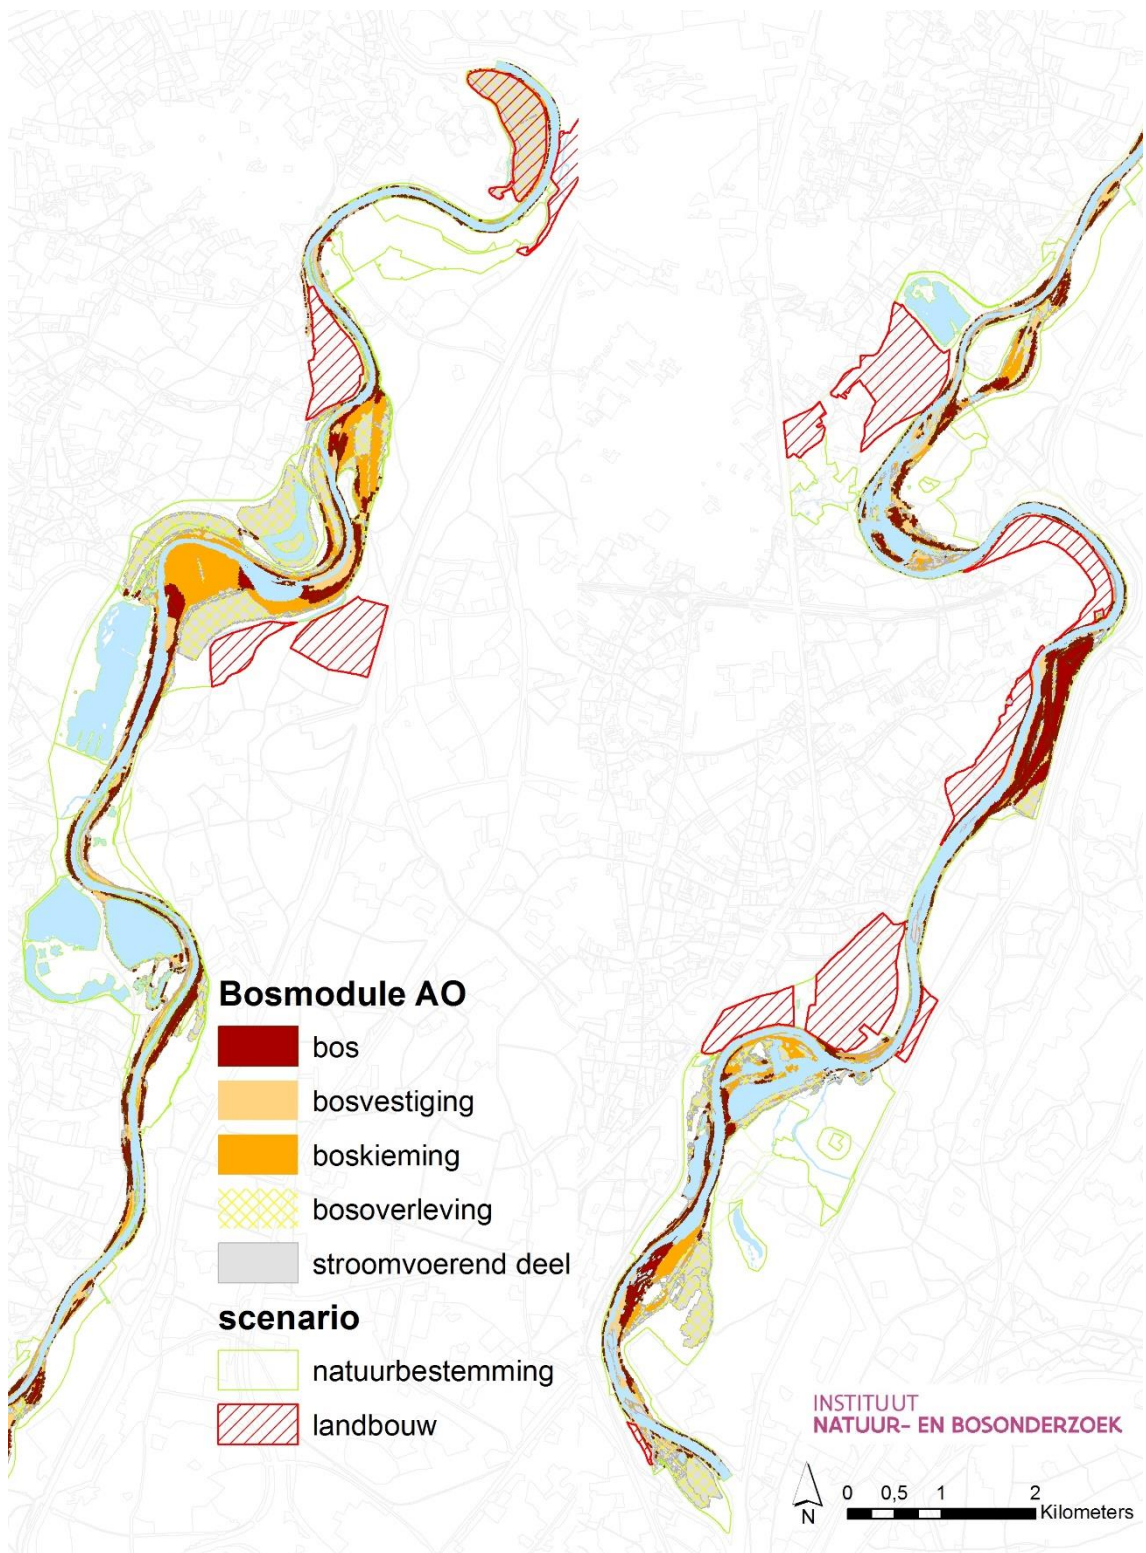 Bosmodule AO
bos
bosvestiging
boskieming
bosoverleving
stroomvoerend deel
scenario
natuurbestemming
landbouw
INSTITUUT
NATUUR- EN BOSONDERZOEK
N
0 0,5 1 2
Kilometers